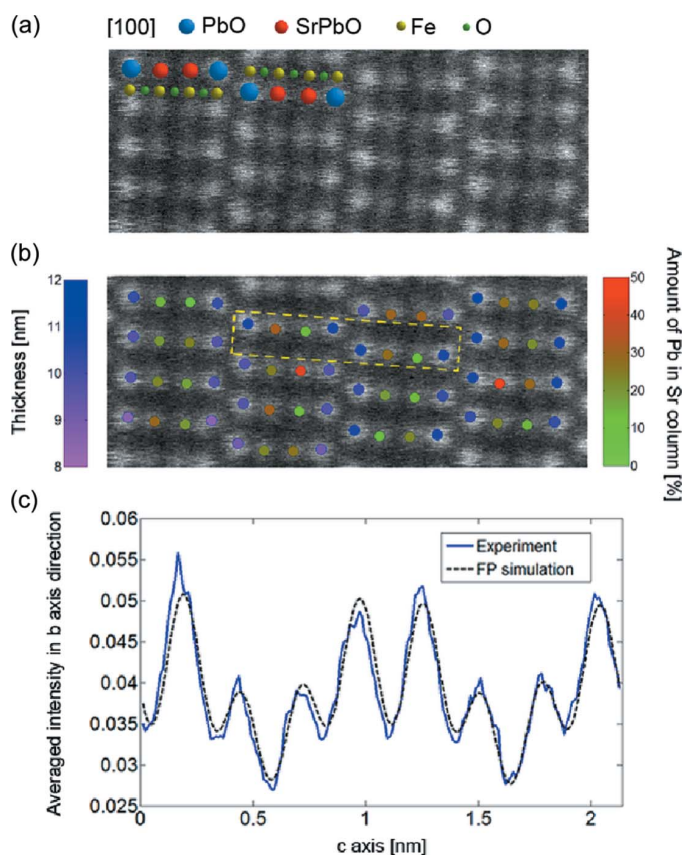 (a)
[100] PbO SrPbO Fe O
(b)
12
11
10
9
8
Thickness [nm]
50
40
30
20
10
0
Amount of Pb in Sr column [%]
(c)
0.06
0.055
0.05
0.045
0.04
0.035
0.03
0.025
Averaged intensity in b axis direction
Experiment
FP simulation
0
0.5
1
1.5
2
c axis [nm]